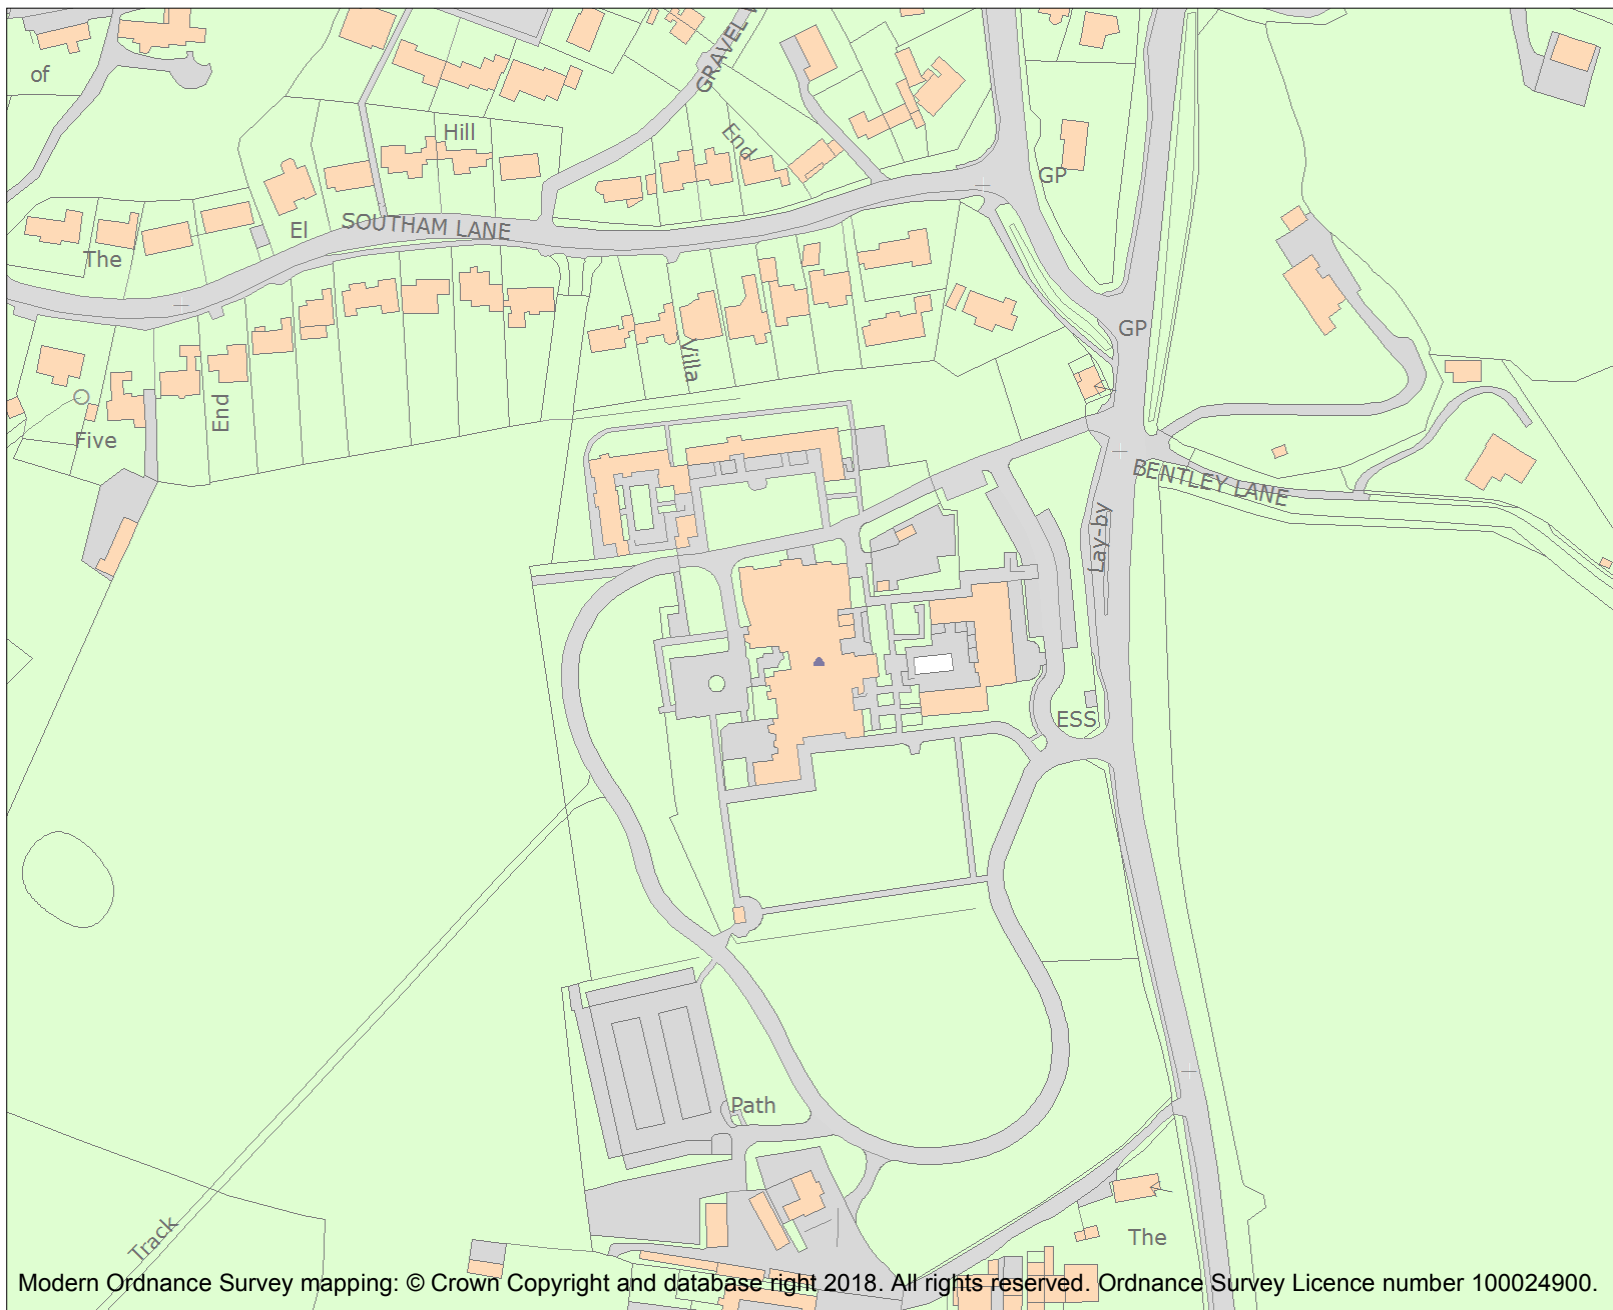 of
GRAVEL
Hill
End
GP
El
SOUTHAM LANE
The
GP
Villa
End
Five
BENTLEY LANE
Lay-by
ESS
Path
Track
The
Modern Ordnance Survey mapping: © Crown Copyright and database right 2018. All rights reserved. Ordnance Survey Licence number 100024900.